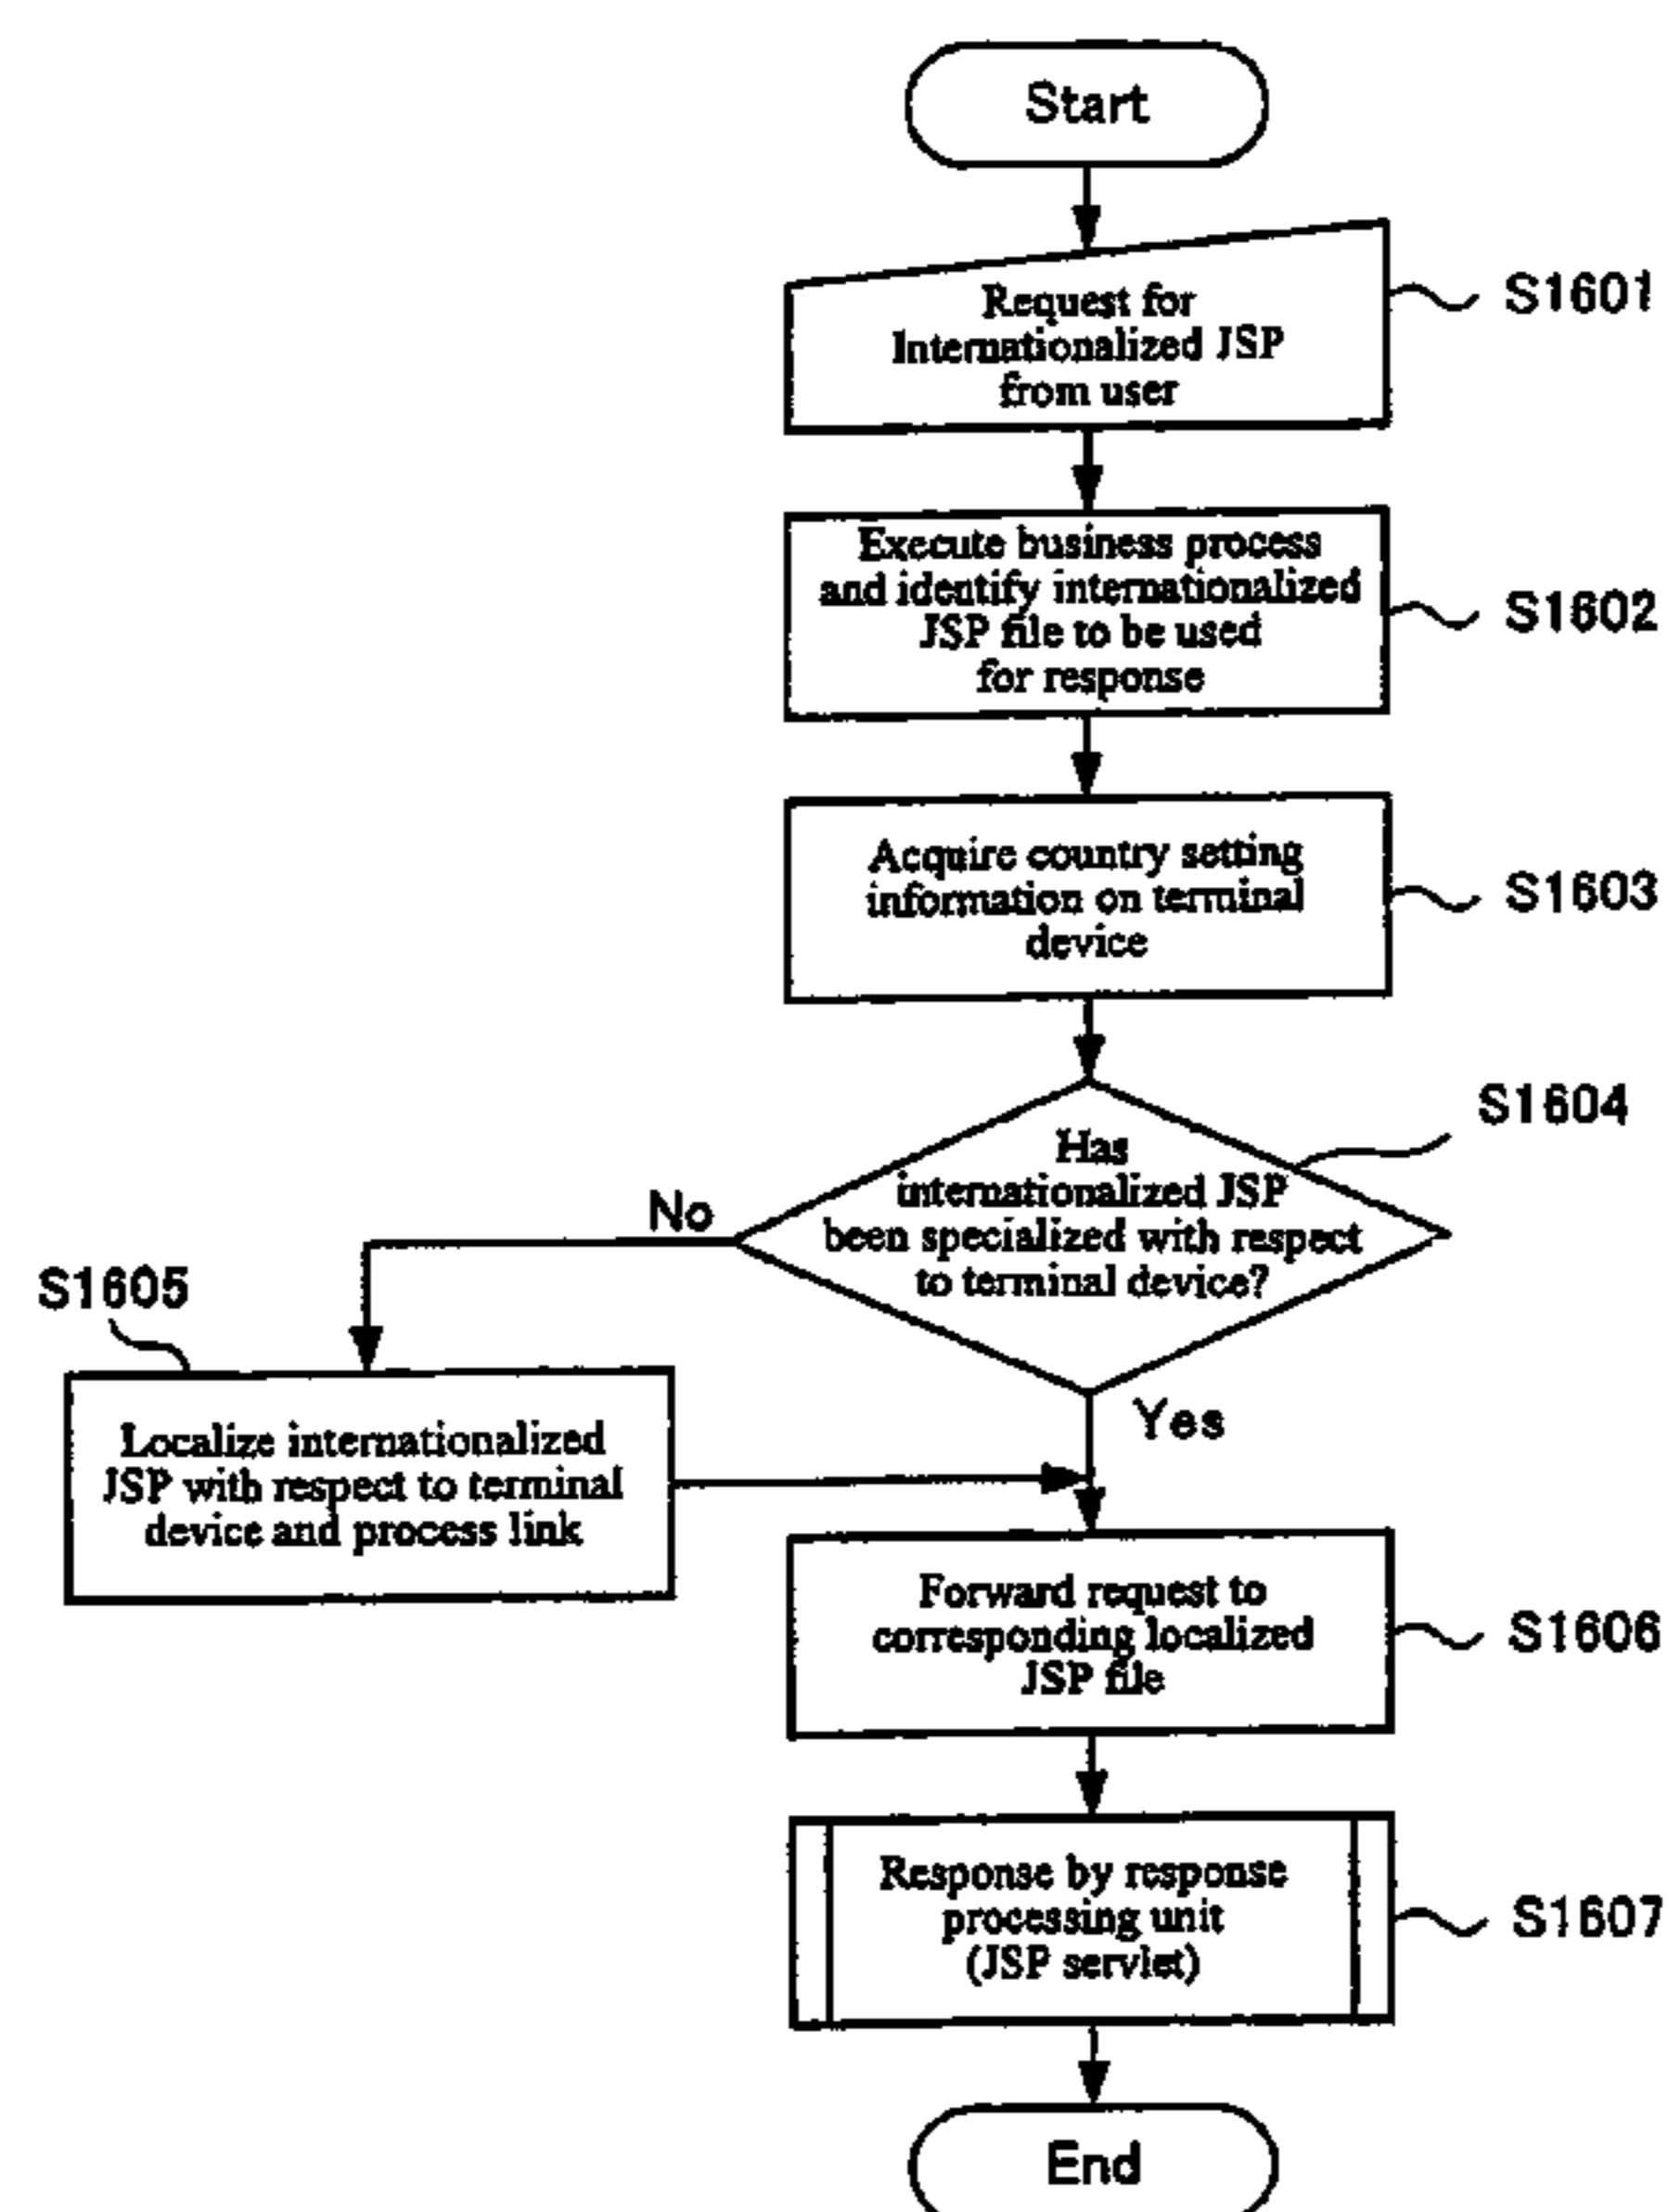 Start
Request for
Internationalized JSP
from user
S1601
Execute business process
and identify internationalized
JSP file to be used
for response
S1602
Acquire country setting
information on terminal
device
S1603
Has
internationalized JSP
been specialized with respect
to terminal device?
S1604
No
Yes
S1605
Localize internationalized
JSP with respect to terminal
device and process link
Forward request to
corresponding localized
JSP file
S1606
Response by response
processing unit
(JSP servlet)
S1607
End